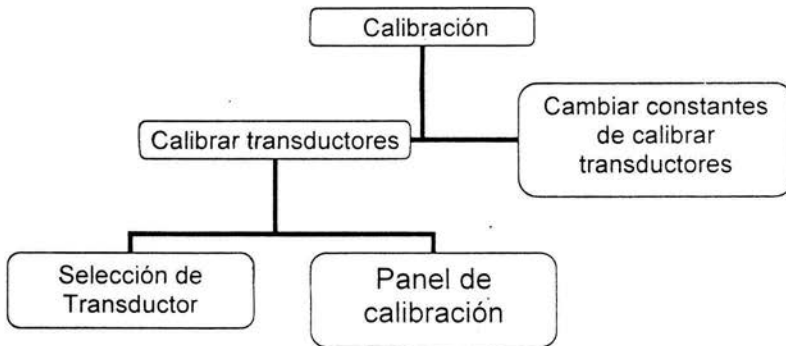 Calibración
Cambiar constantes
de calibrar
transductores
Calibrar transductores
Selección de
Transductor
Panel de
calibración